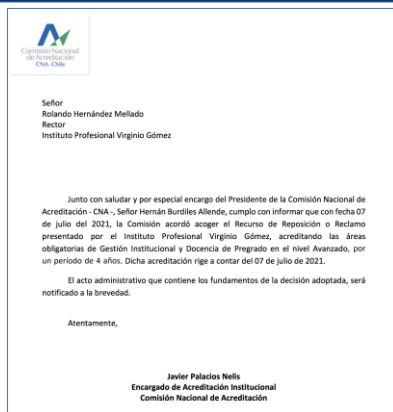 Comisión Nacional
de Acreditación
CNA-Chile
Señor
Rolando Hernández Mellado
Rector
Instituto Profesional Virginio Gómez
Junto con saludar y por especial encargo del Presidente de la Comisión Nacional de
Acreditación - CNA -, Señor Hernán Burdiles Allende, cumplo con informar que con fecha 07
de julio del 2021, la Comisión acordó acoger el Recurso de Reposición o Reclamo
presentado por el Instituto Profesional Virginio Gómez, acreditando las áreas
obligatorias de Gestión Institucional y Docencia de Pregrado en el nivel Avanzado, por
un periodo de 4 años. Dicha acreditación rige a contar del 07 de julio de 2021.
El acto administrativo que contiene los fundamentos de la decisión adoptada, será
notificado a la brevedad.
Atentamente,
Javier Palacios Nelis
Encargado de Acreditación Institucional
Comisión Nacional de Acreditación